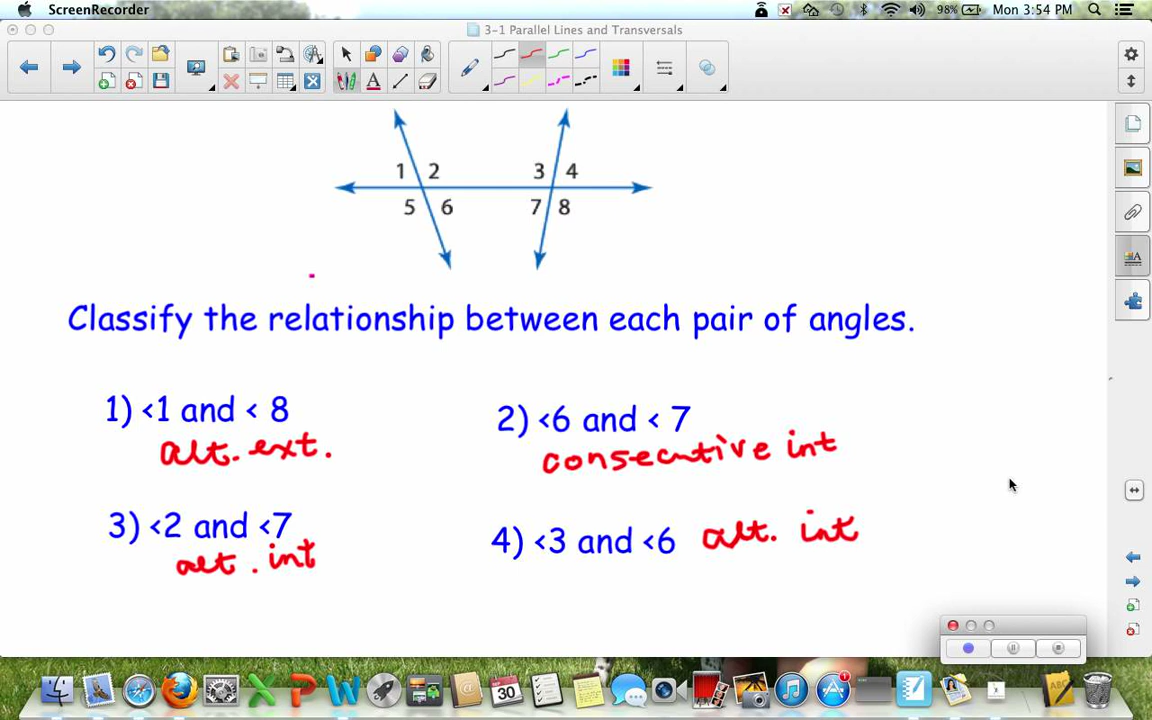 ScreenRecorder
98%
Mon 3:54 PM
3-1 Parallel Lines and Transversals
1 2 3 4
5 6 7 8
Classify the relationship between each pair of angles.
1) <1 and < 8
alt. ext.
2) <6 and < 7
consecutive int
3) <2 and <7
alt. int
4) <3 and <6 alt. int
30
1